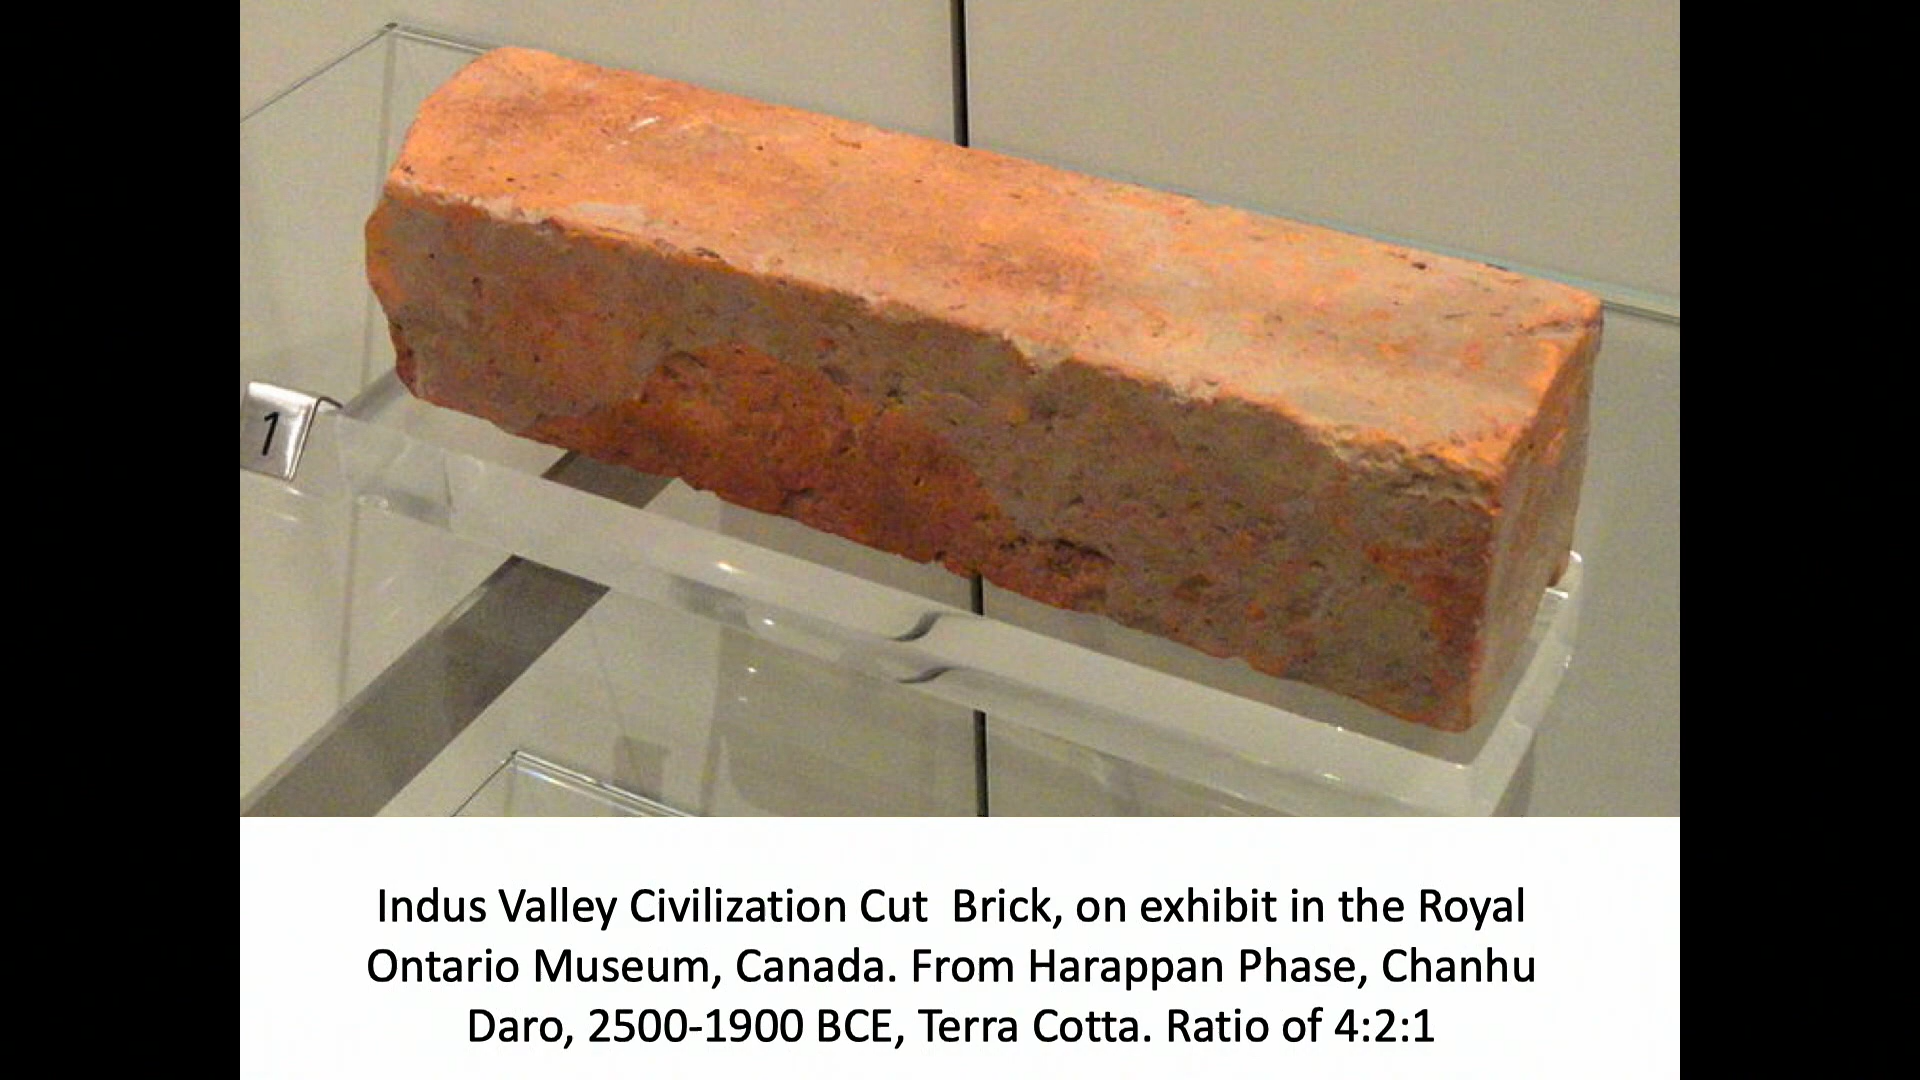 1
Indus Valley Civilization Cut  Brick, on exhibit in the Royal
Ontario Museum, Canada. From Harappan Phase, Chanhu
Daro, 2500-1900 BCE, Terra Cotta. Ratio of 4:2:1